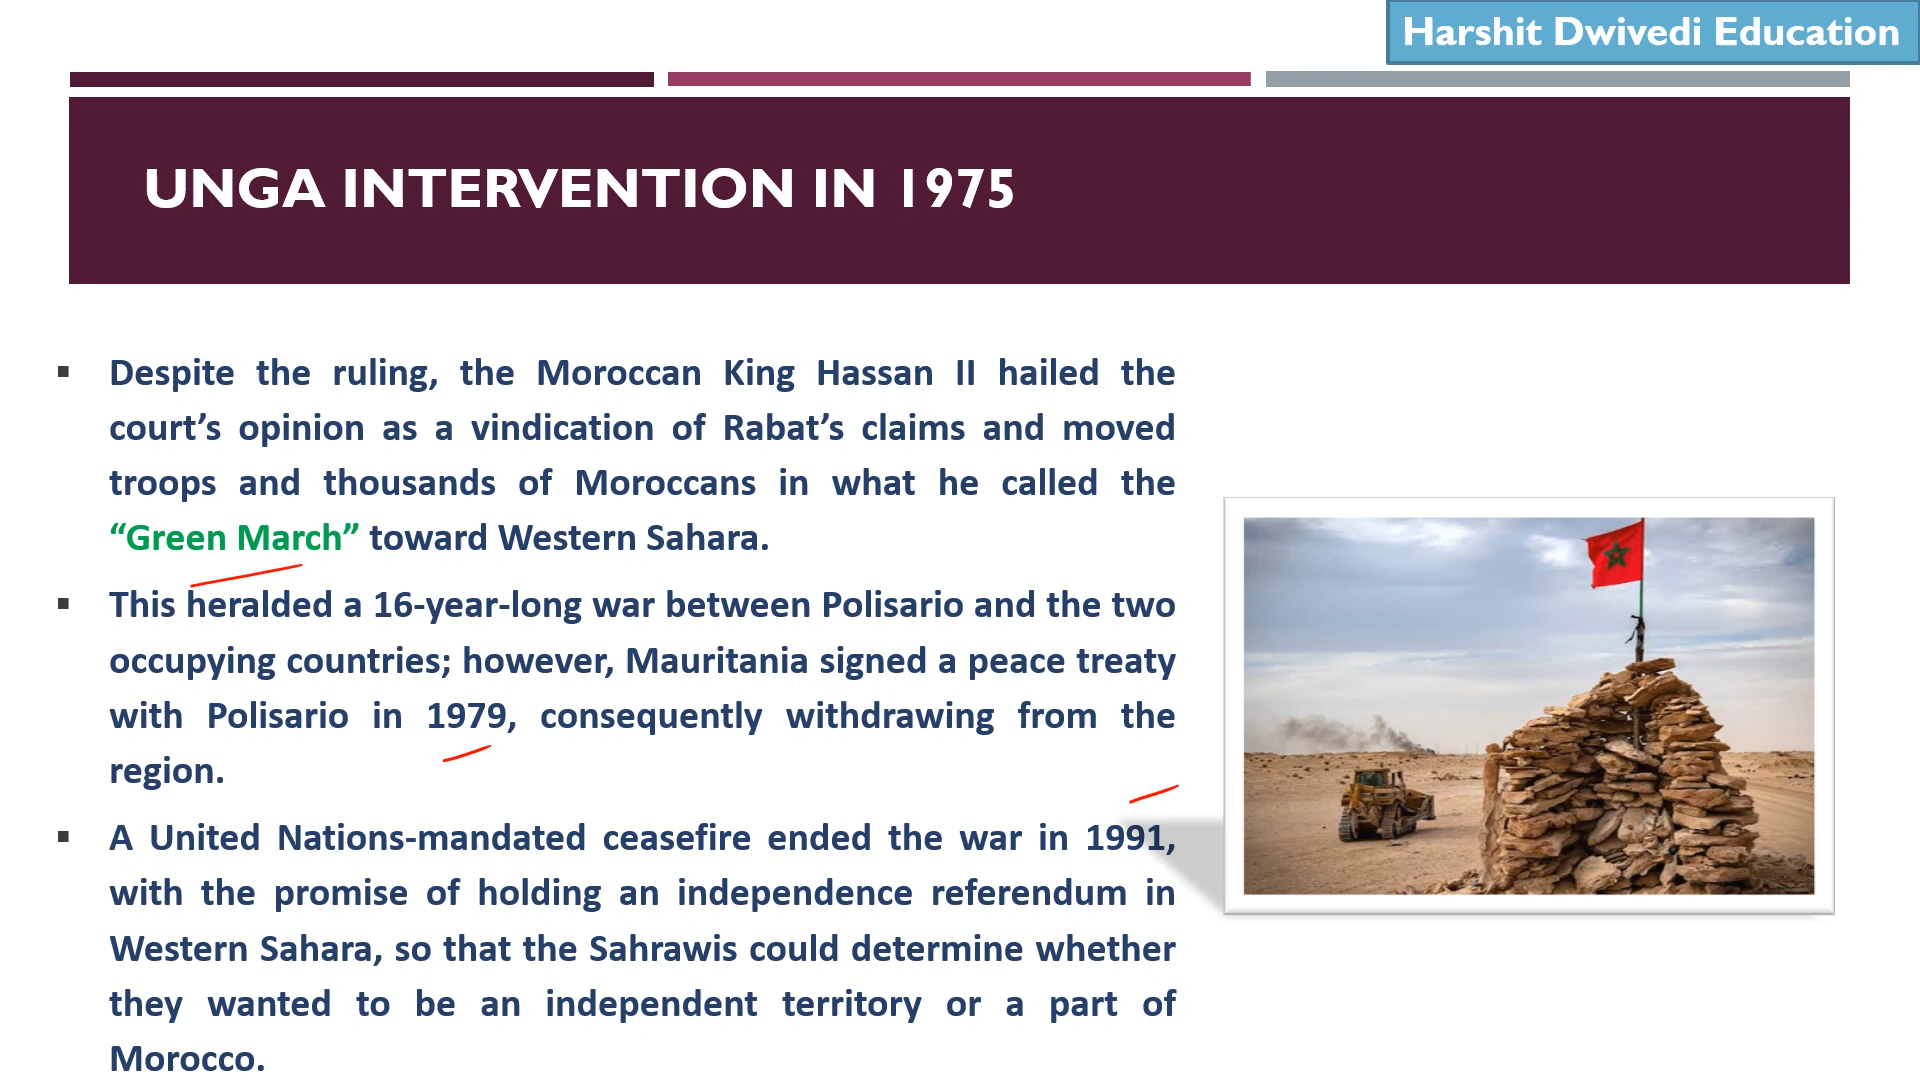 Harshit Dwivedi Education
UNGA INTERVENTION IN 1975
▪ Despite the ruling, the Moroccan King Hassan II hailed the
court’s opinion as a vindication of Rabat’s claims and moved
troops and thousands of Moroccans in what he called the
“Green March” toward Western Sahara.
▪ This heralded a 16-year-long war between Polisario and the two
occupying countries; however, Mauritania signed a peace treaty
with Polisario in 1979, consequently withdrawing from the
region.
▪ A United Nations-mandated ceasefire ended the war in 1991,
with the promise of holding an independence referendum in
Western Sahara, so that the Sahrawis could determine whether
they wanted to be an independent territory or a part of
Morocco.